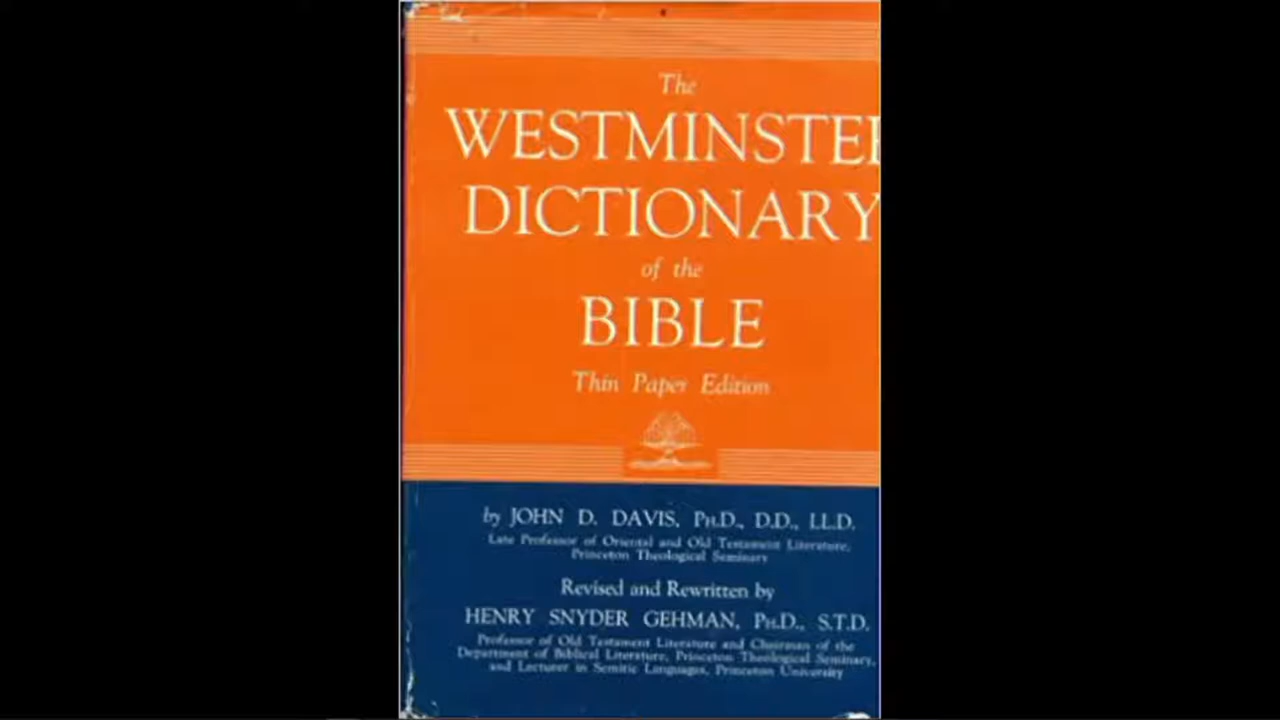 The
WESTMINSTE
DICTIONARY
of the
BIBLE
Thin Paper Edition
by JOHN D. DAVIS, PH.D., D.D., LL.D.
Late Professor of Oriental and Old Testament Literature,
Princeton Theological Seminary
Revised and Rewritten by
HENRY SNYDER GEHMAN, PH.D., S.T.D.
Professor of Old Testament Literature and Chairman of the
Department of Biblical Literature, Princeton Theological Seminary,
and Lecturer in Semitic Languages, Princeton University